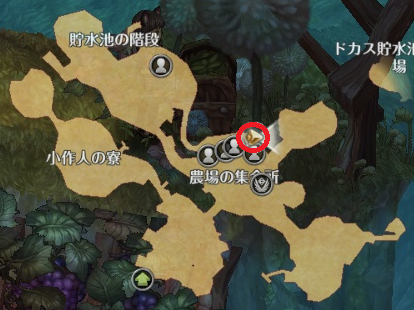 貯水池の階段
ドカス貯水池
場
小作人の寮
農場の集会所